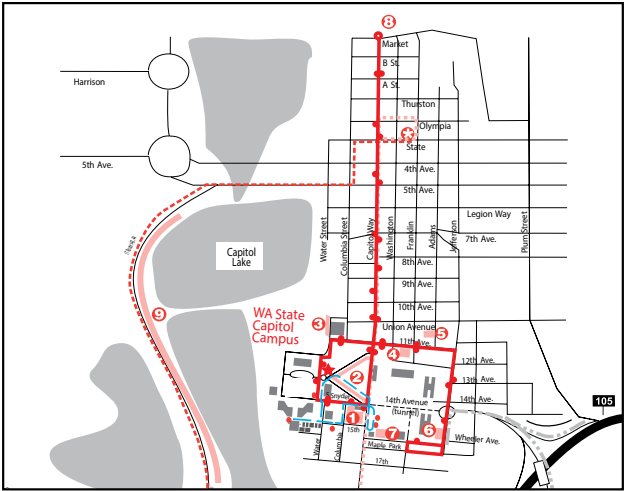 8
Market
B St.
A St.
Harrison
Thurston
Olympia
State
5th Ave.
4th Ave.
5th Ave.
Legion Way
Water Street
Columbia Street
Capitol Way
Washington
Franklin
Adams
Jefferson
Plum Street
7th Ave.
Capitol
Lake
8th Ave.
9th Ave.
10th Ave.
9
WA State
Capitol
Campus
3
Union Avenue
5
11th Ave.
4
12th Ave.
2
13th Ave.
Snyder
14th Avenue
(tunnel)
14th Ave.
105
1
15th
7
6
Wheeler Ave.
Maple Park
Water
Columbia
17th